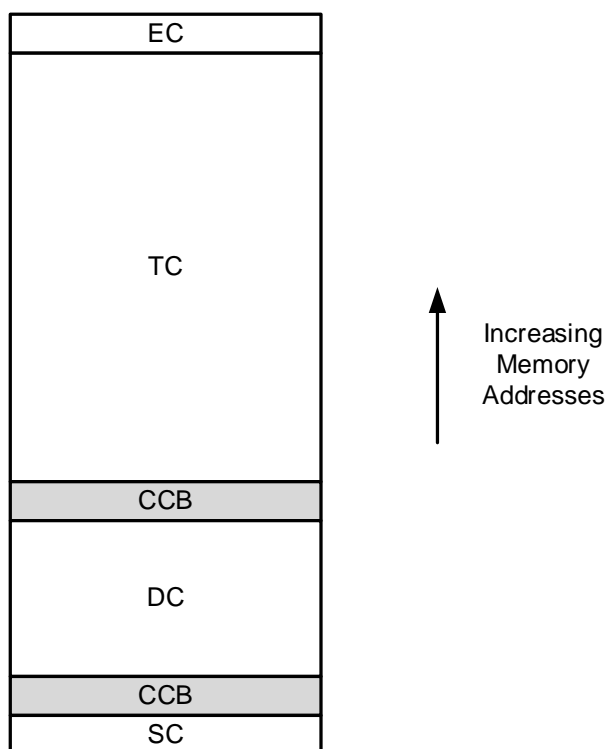 EC
TC
Increasing
Memory
Addresses
CCB
DC
CCB
SC